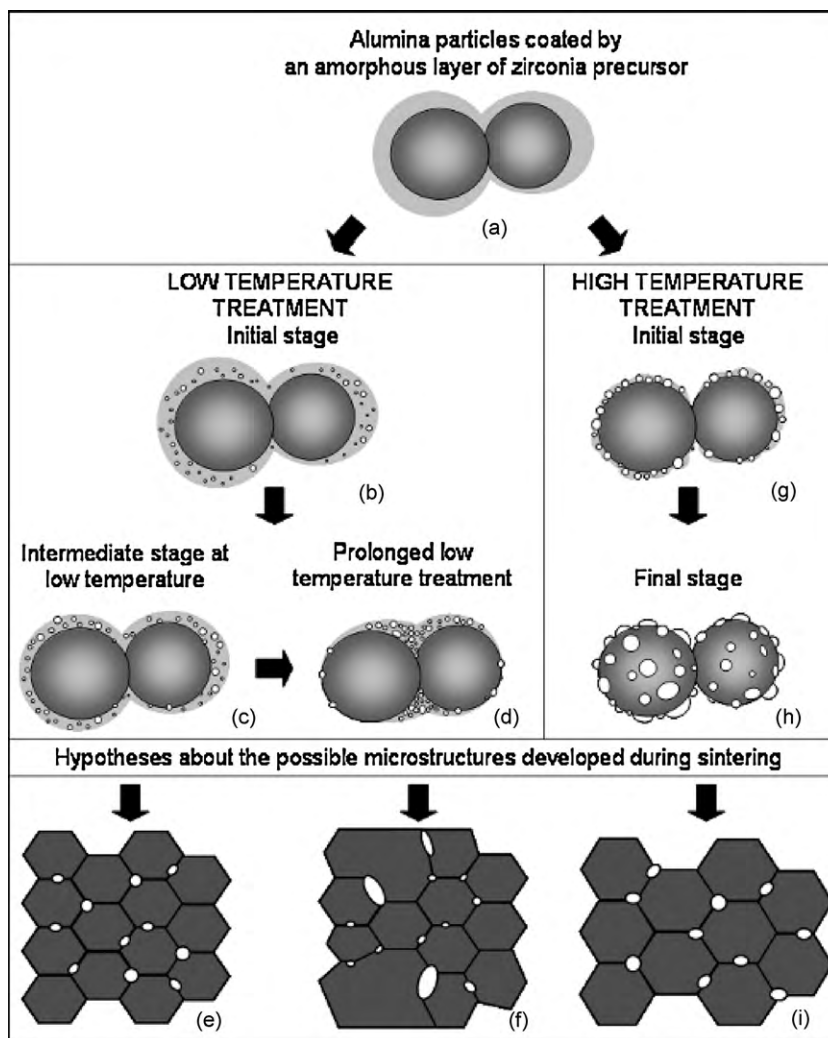 Alumina particles coated by
an amorphous layer of zirconia precursor
(a)
LOW TEMPERATURE
TREATMENT
Initial stage
(b)
Intermediate stage at
low temperature
(c)
Prolonged low
temperature treatment
(d)
HIGH TEMPERATURE
TREATMENT
Initial stage
(g)
Final stage
(h)
Hypotheses about the possible microstructures developed during sintering
(e)
(f)
(i)